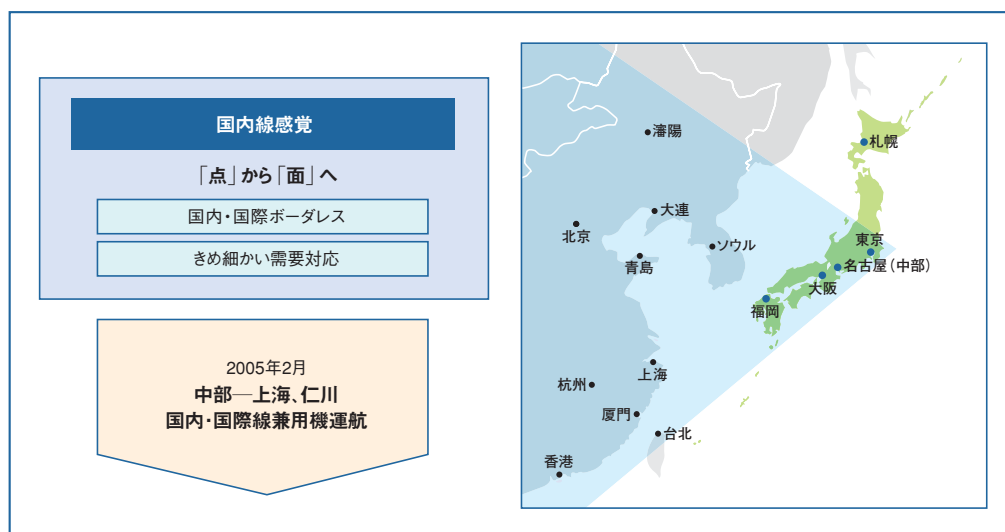 国内線感覚
「点」から「面」へ
国内・国際ボーダレス
きめ細かい需要対応
2005年2月
中部―上海、仁川
国内・国際線兼用機運航
瀋陽
札幌
大連
北京
ソウル
東京
青島
名古屋(中部)
大阪
福岡
上海
杭州
厦門
台北
香港